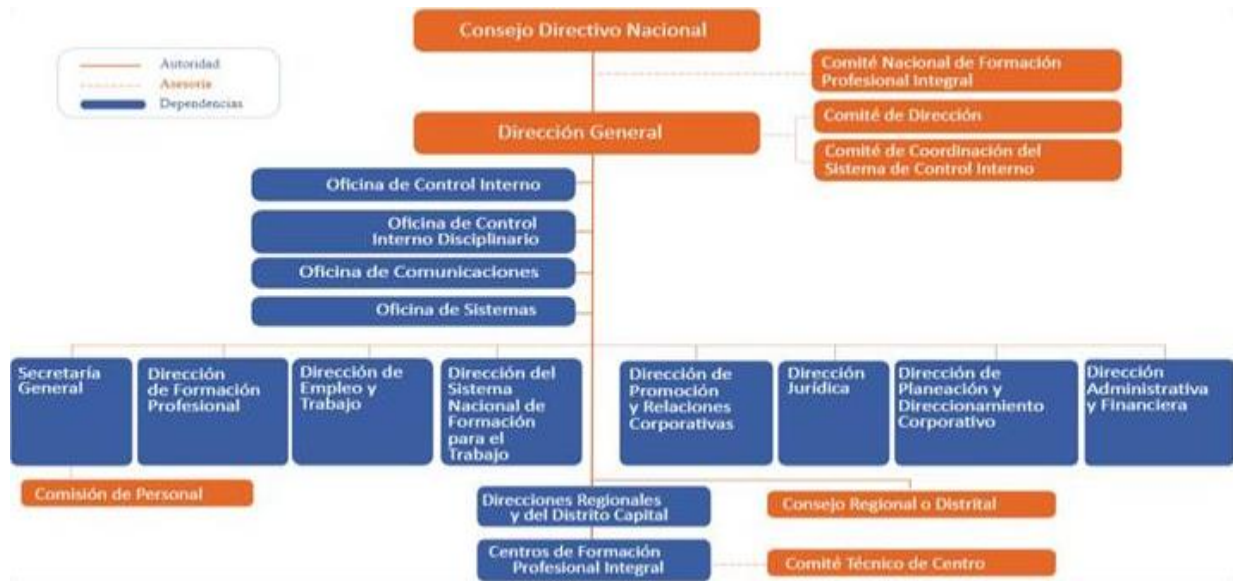 Consejo Directivo Nacional
Autoridad
Asesoría
Dependencias
Comité Nacional de Formación
Profesional Integral
Dirección General
Comité de Dirección
Comité de Coordinación del
Sistema de Control Interno
Oficina de Control Interno
Oficina de Control
Interno Disciplinario
Oficina de Comunicaciones
Oficina de Sistemas
Secretaría
General
Dirección
de Formación
Profesional
Dirección de
Empleo y
Trabajo
Dirección del
Sistema
Nacional de
Formación
para el
Trabajo
Dirección de
Promoción
y Relaciones
Corporativas
Dirección
Jurídica
Dirección de
Planeación y
Direccionamiento
Corporativo
Dirección
Administrativa
y Financiera
Comisión de Personal
Direcciones Regionales
y del Distrito Capital
Consejo Regional o Distrital
Centros de Formación
Profesional Integral
Comité Técnico de Centro